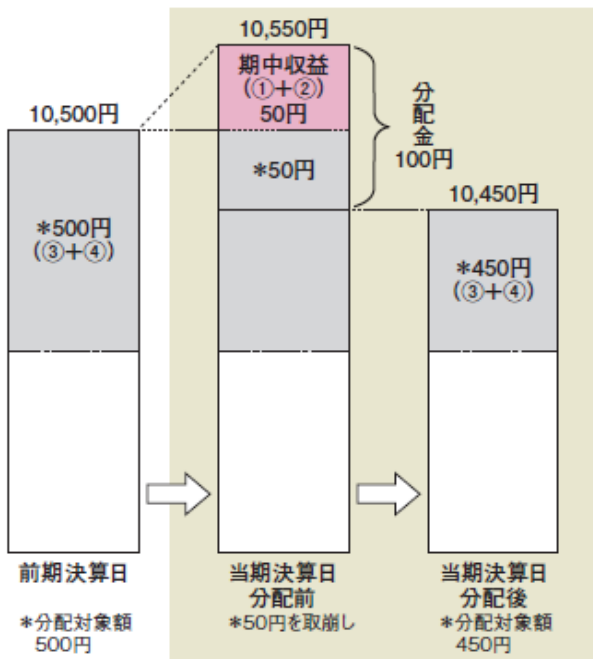 10,550円
期中収益
(①+②)
50円
分配金
100円
10,500円
*50円
10,450円
*500円
(③+④)
*450円
(③+④)
前期決算日
当期決算日
分配前
当期決算日
分配後
*分配対象額
500円
*50円を取崩し
*分配対象額
450円